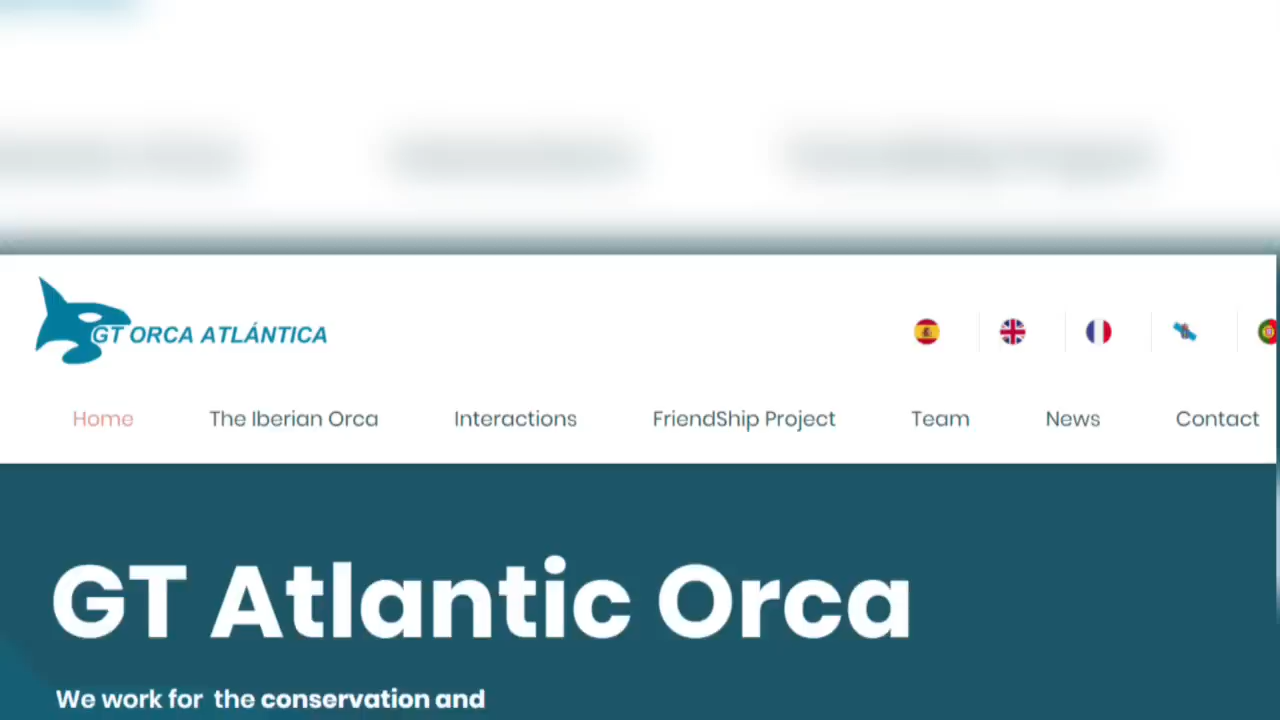 GT ORCA ATLÁNTICA
Home The Iberian Orca Interactions FriendShip Project Team News Contact
GT Atlantic Orca
We work for the conservation and